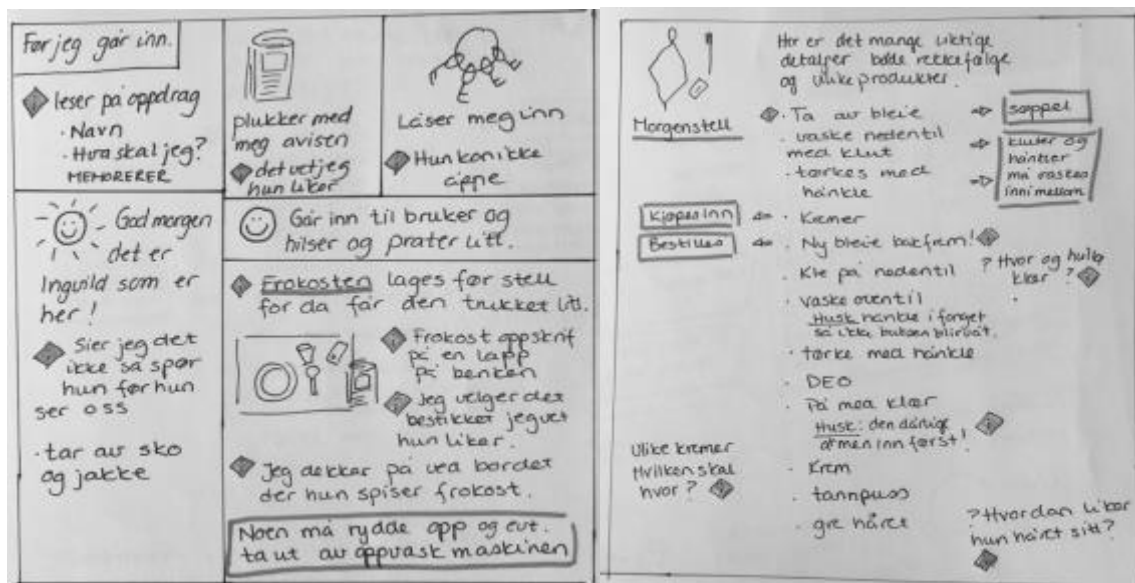 Før jeg går inn.
leser på oppdrag
· Navn
· Hva skal jeg?
MEMORERER
plukker med
meg avisen
det vet jeg
hun liker
Låser meg inn
Hun kan ikke
åpne
God morgen
det er
Ingvild som er
her!
Sier jeg det
ikke så spør
hun før hun
ser oss
· tar av sko
og jakke
Går inn til bruker og
hilser og prater litt.
Frokosten lages før stell
for da får den trukket litt.
Frokost oppskrift
på en lapp
på benken
Jeg velger det
bestikket jeg vet
hun liker.
Jeg dekker på ved bordet
der hun spiser frokost.
Noen må rydde opp og evt.
ta ut av oppvaskmaskinen
Her er det mange viktige
detaljer både rekkefølge
og ulike produkter.
Morgenstell
· Ta av bleie
søppel
· vaske nedentil
med klut
· tørkes med
håndkle
kluter og
må vaskes
innimellom
Kjøpes inn
· Kremer
Bestilles
· Ny bleie bak frem!
· Kle på nedentil
? Hvor og hvilke
klær?
· vaske oventil
Husk håndkle i fanget
så ikke buksen blir våt.
· tørke med håndkle
· DEO
· På med klær
Husk: den dårlige
armen inn først!
Ulike kremer
Hvilken skal
hvor?
· Krem
· tannpuss
· gre håret
? Hvordan liker
hun håret sitt?